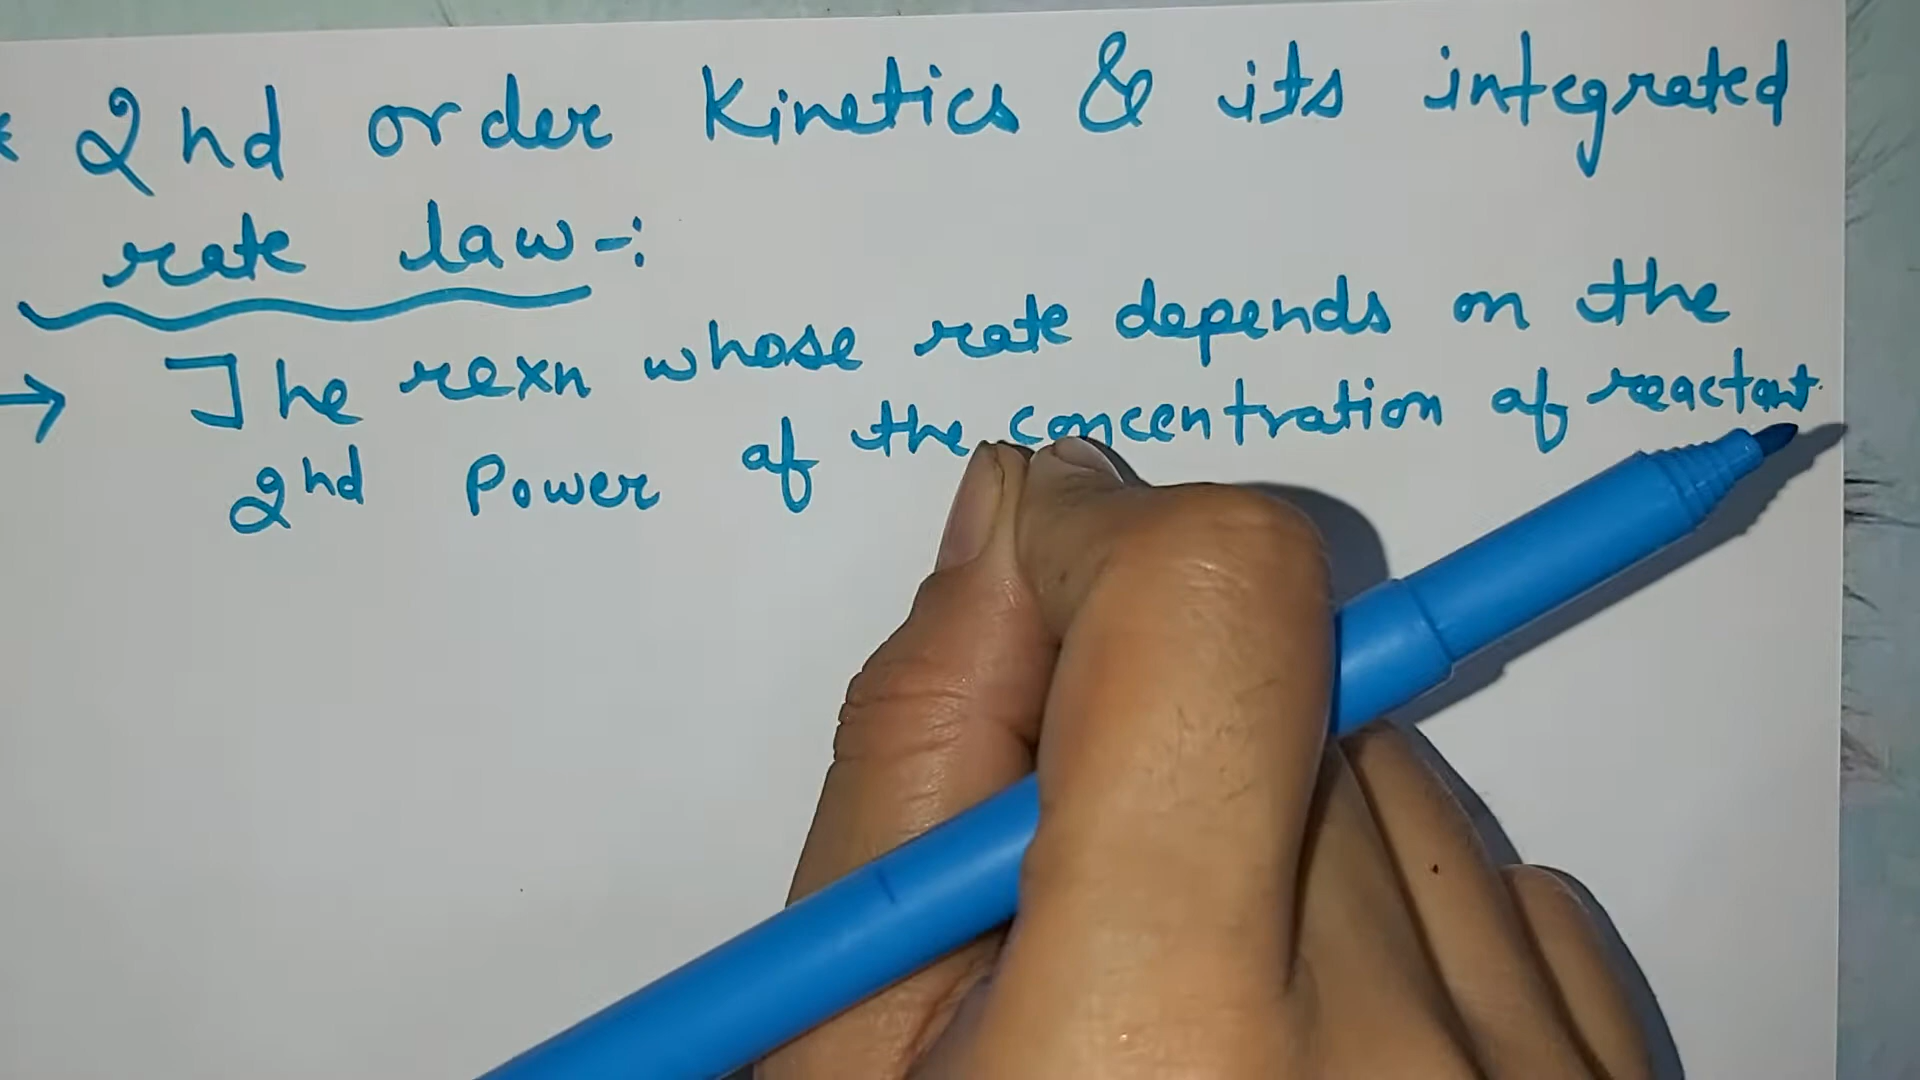 * 2nd order Kinetics & its integrated
rate law-:
→ The rexn whose rate depends on the
2nd Power of the concentration of reactant.